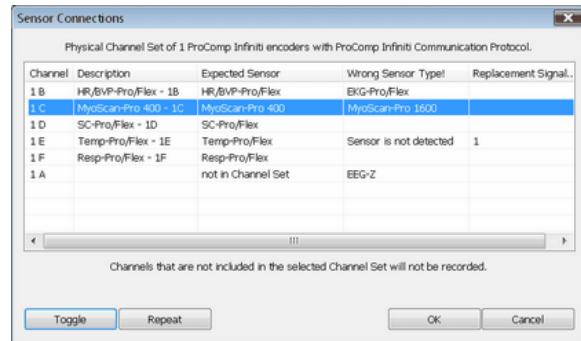 Sensor Connections
Physical Channel Set of 1 ProComp Infiniti encoders with ProComp Infiniti Communication Protocol.
Channel Description Expected Sensor Wrong Sensor Type! Replacement Signal..
1 B HR/BVP-Pro/Flex - 1B HR/BVP-Pro/Flex EKG-Pro/Flex
1 C MyoScan-Pro 400 - 1C MyoScan-Pro 400 MyoScan-Pro 1600
1 D SC-Pro/Flex - 1D SC-Pro/Flex
1 E Temp-Pro/Flex - 1E Temp-Pro/Flex Sensor is not detected 1
1 F Resp-Pro/Flex - 1F Resp-Pro/Flex
1 A not in Channel Set EEG-Z
Channels that are not included in the selected Channel Set will not be recorded.
Toggle Repeat OK Cancel